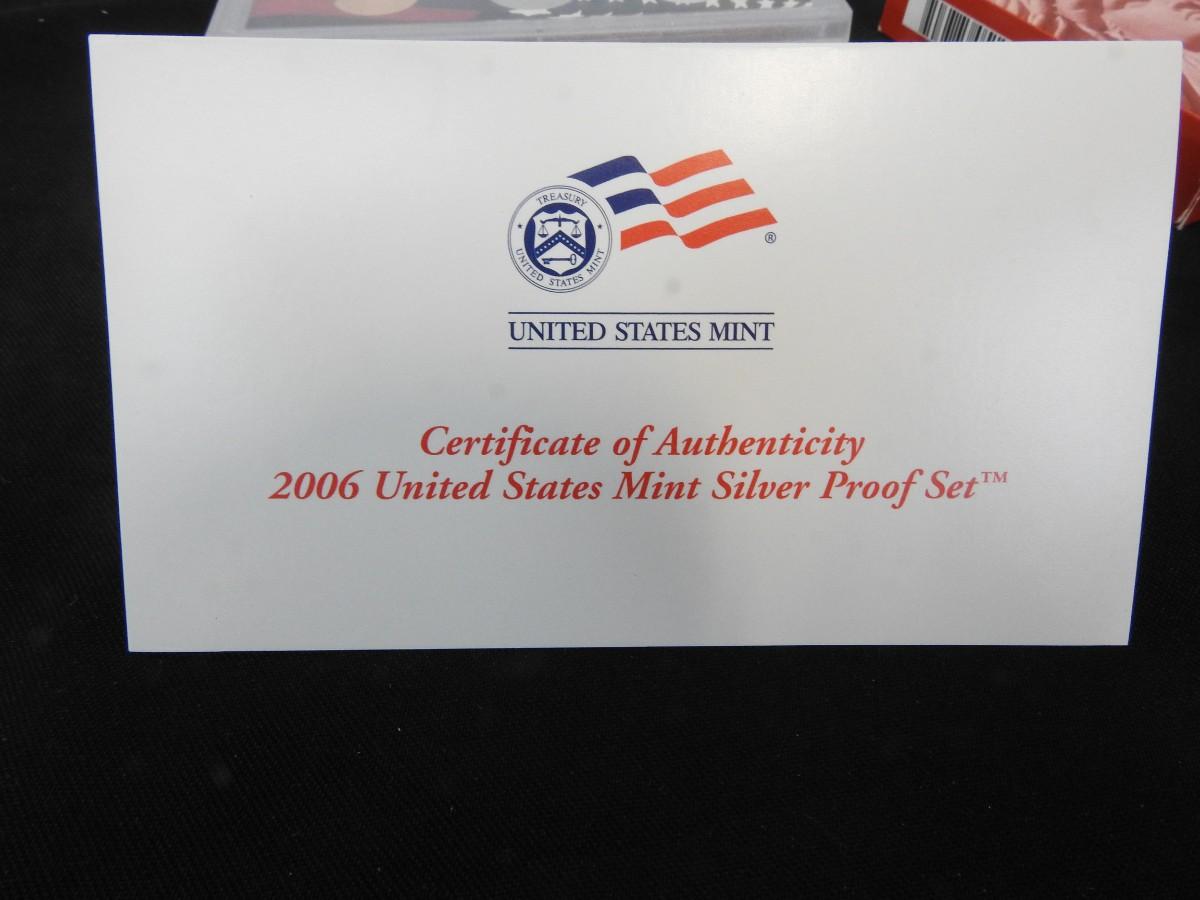 TREASURY
UNITED STATES MINT
®
UNITED STATES MINT
Certificate of Authenticity
2006 United States Mint Silver Proof Set™